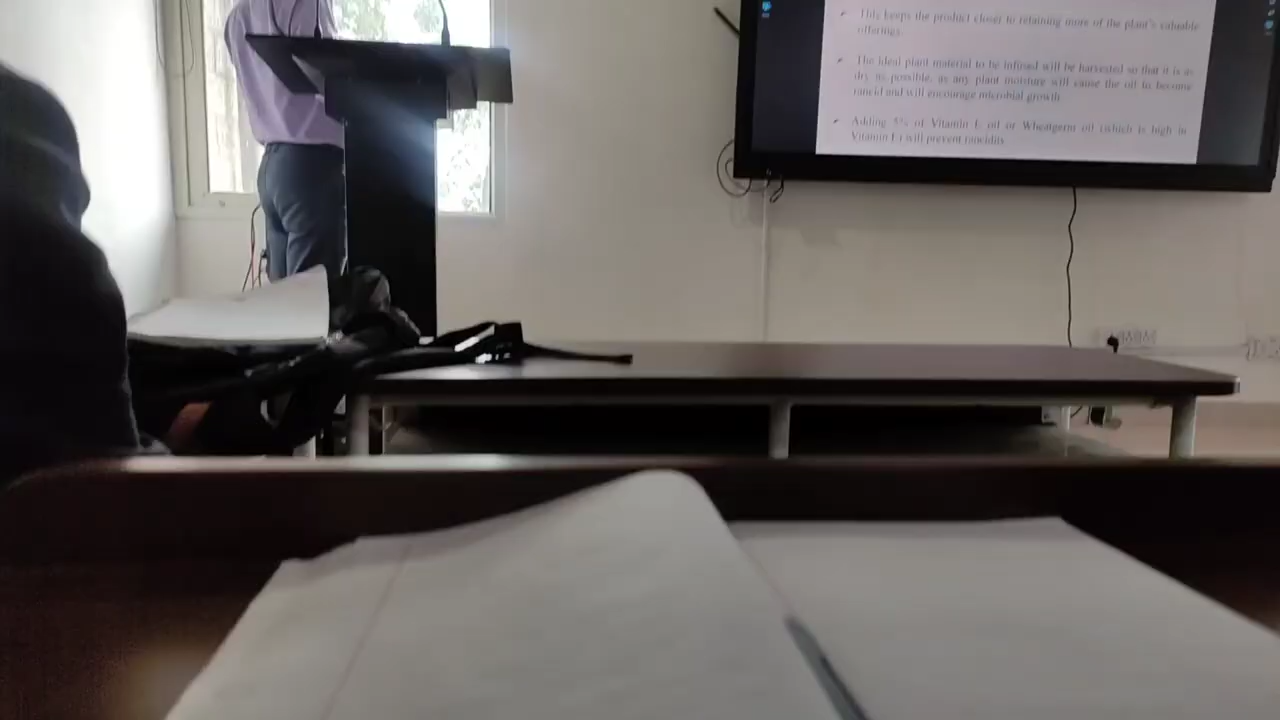 This keeps the product closer to retaining more of the plant's valuable
offerings.
The ideal plant material to be infused will be harvested so that it is as
dry as possible, as any plant moisture will cause the oil to become
rancid and will encourage microbial growth
Adding 5% of Vitamin E oil or Wheatgerm oil (which is high in
Vitamin E) will prevent rancidity